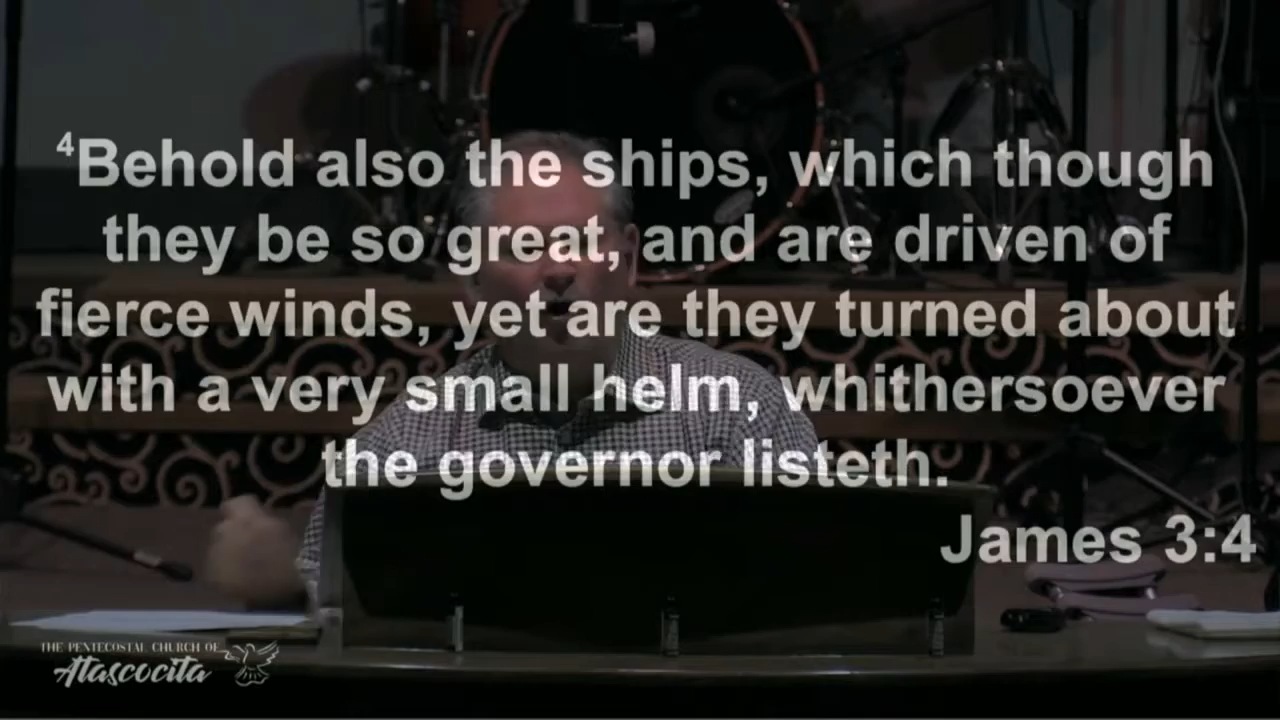 ⁴Behold also the ships, which though
they be so great, and are driven of
fierce winds, yet are they turned about
with a very small helm, whithersoever
the governor listeth.
James 3:4
THE PENTECOSTAL CHURCH OF
Atascocita